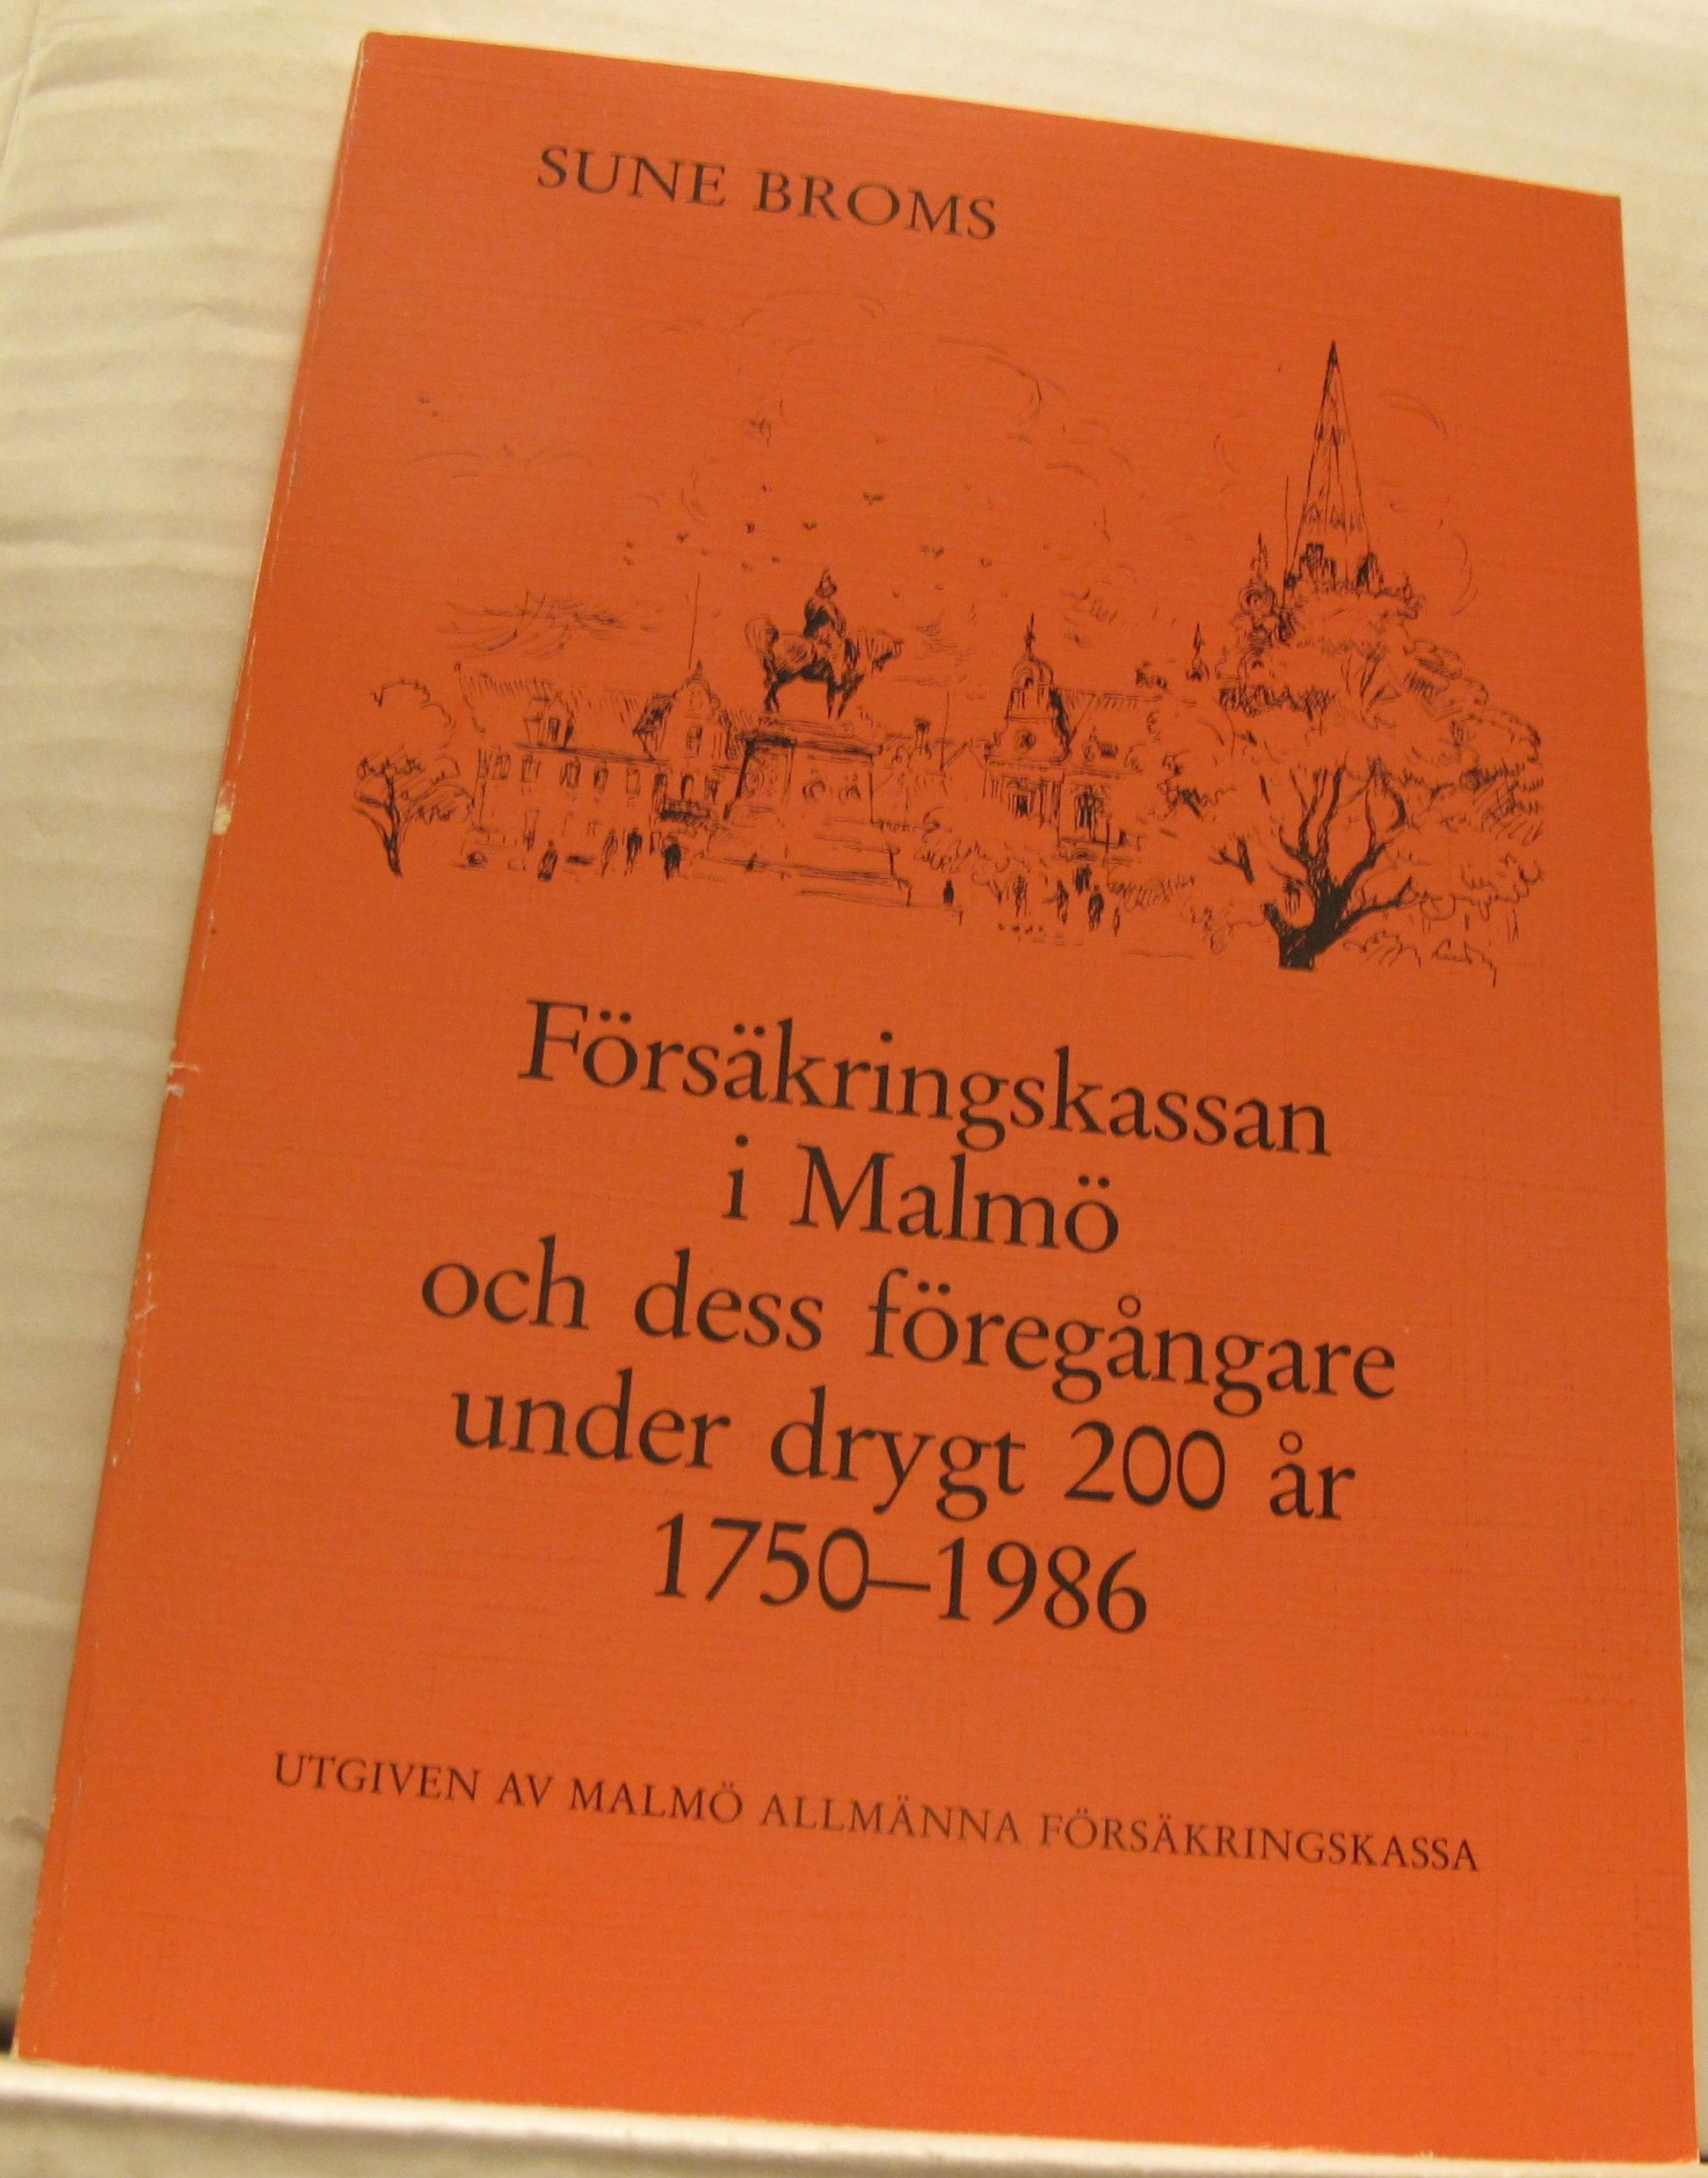 SUNE BROMS
Försäkringskassan
i Malmö
och dess föregångare
under drygt 200 år
1750–1986
UTGIVEN AV MALMÖ ALLMÄNNA FÖRSÄKRINGSKASSA